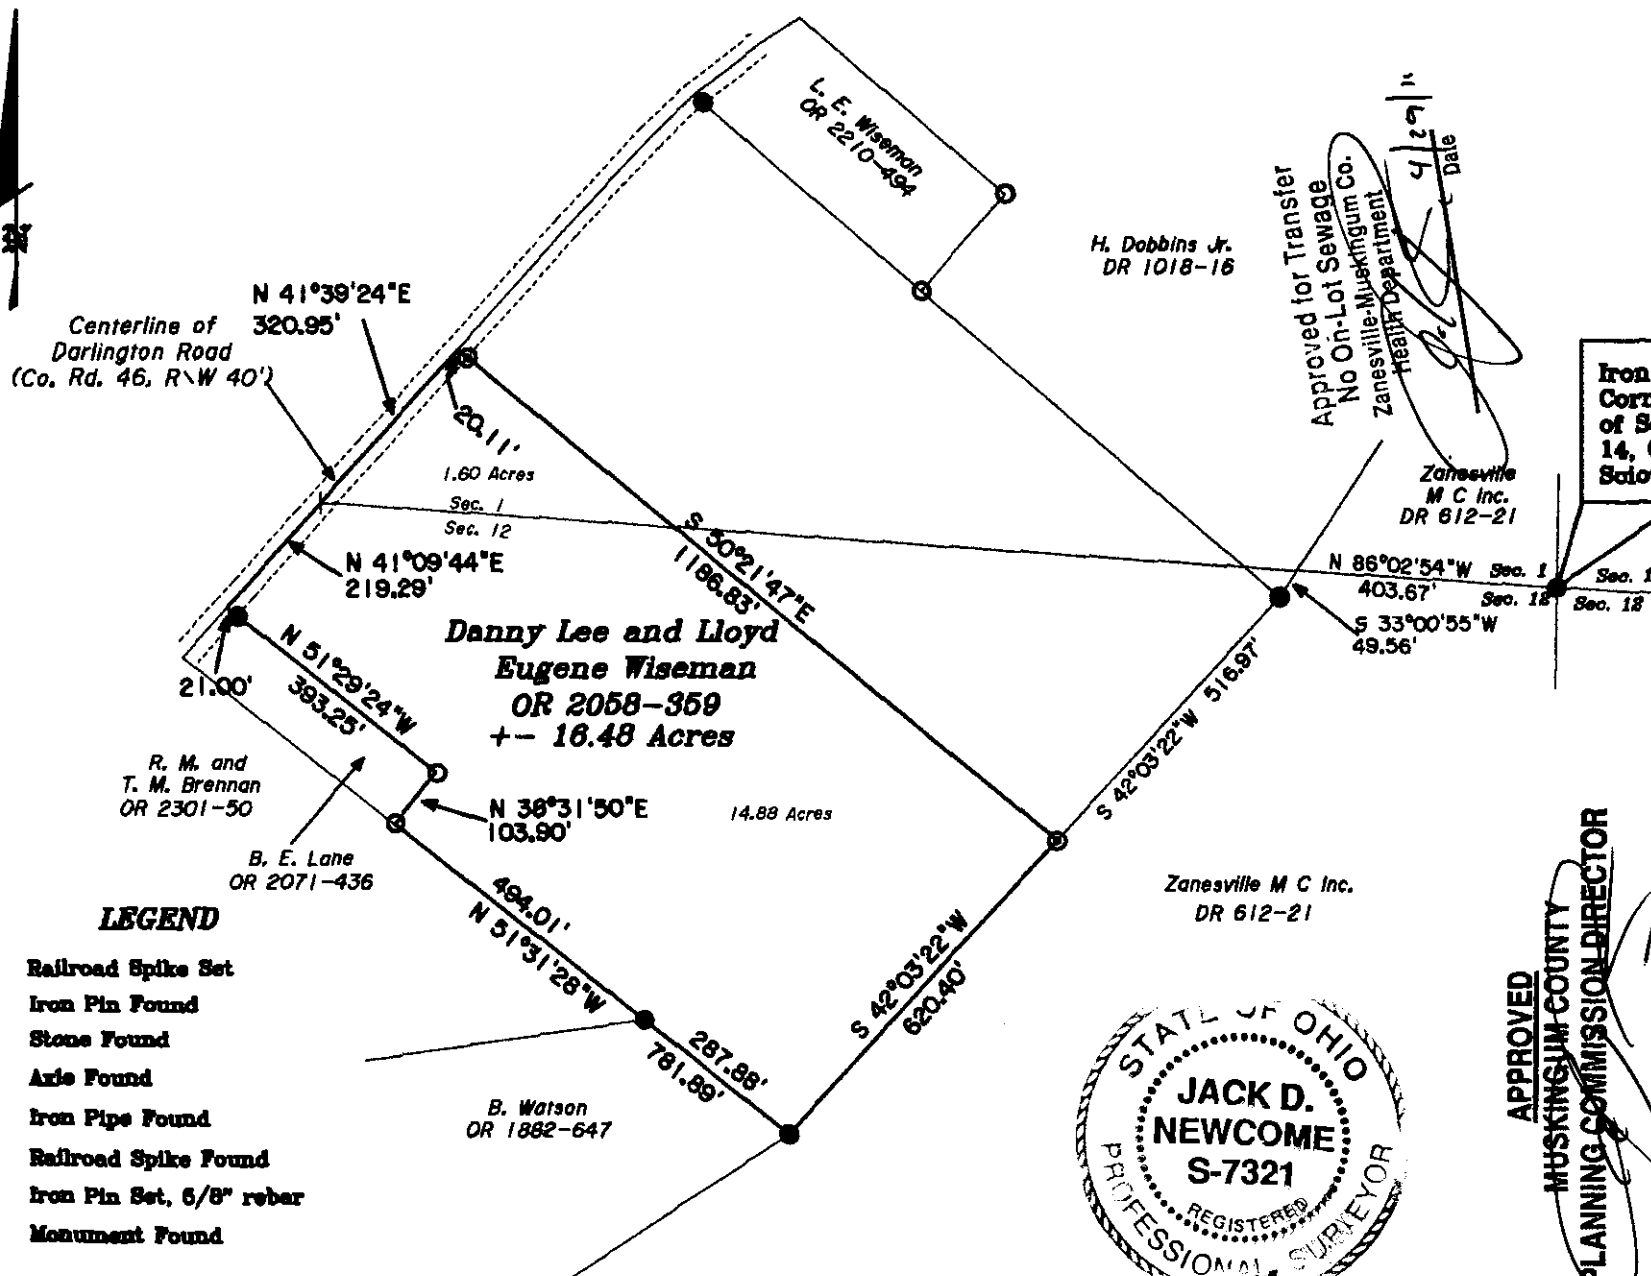 L. E. Wiseman
OR 2210-494
H. Dobbins Jr.
DR 1018-16
Approved for Transfer
No On-Lot Sewage
Zanesville-Muskingum Co.
Health Department
4/29/11
Date
N 41°39'24"E
320.95'
Centerline of
Darlington Road
(Co. Rd. 46, R\W 40')
20.11'
1.60 Acres
Sec. 1
Sec. 12
N 41°09'44"E
219.29'
S 50°21'47"E
1186.83'
Zanesville
M C Inc.
DR 612-21
Iron
of
14,
N 86°02'54"W
403.67'
Sec. 1
Sec. 12
Sec. 1
Sec. 12
S 33°00'55"W
49.56'
S 42°03'22"W 516.97'
21.00'
N 51°29'24"W
393.25'
Danny Lee and Lloyd
Eugene Wiseman
OR 2058-359
+- 16.48 Acres
14.88 Acres
R. M. and
T. M. Brennan
OR 2301-50
B. E. Lane
OR 2071-436
N 38°31'50"E
103.90'
494.01'
N 51°31'28"W
287.88'
781.89'
S 42°03'22"W
620.40'
Zanesville M C Inc.
DR 612-21
B. Watson
OR 1882-647
LEGEND
Railroad Spike Set
Iron Pin Found
Stone Found
Axle Found
Iron Pipe Found
Railroad Spike Found
Iron Pin Set, 5/8" rebar
Monument Found
STATE OF OHIO
JACK D.
NEWCOME
S-7321
REGISTERED
PROFESSIONAL SURVEYOR
APPROVED
MUSKINGUM COUNTY
PLANNING COMMISSION DIRECTOR